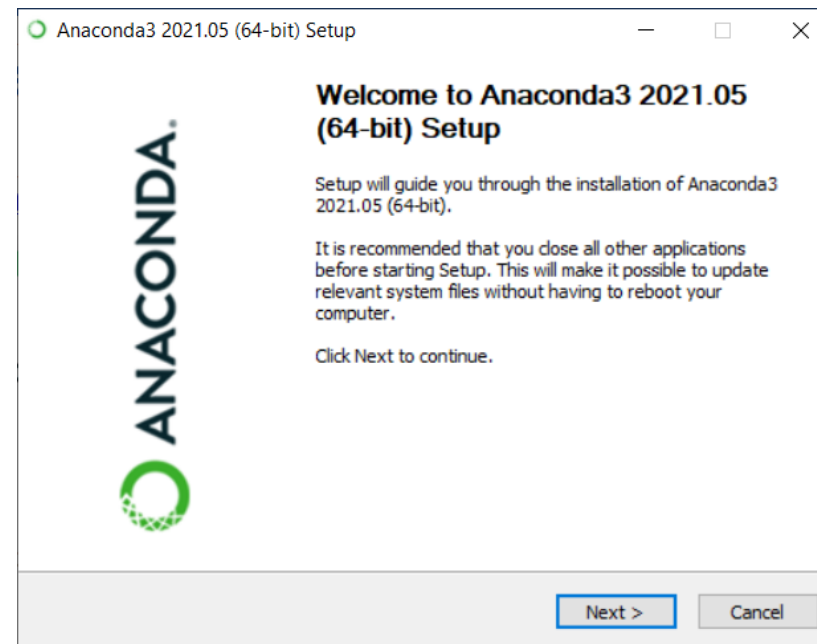 Anaconda3 2021.05 (64-bit) Setup
Welcome to Anaconda3 2021.05
(64-bit) Setup
Setup will guide you through the installation of Anaconda3
2021.05 (64-bit).
It is recommended that you close all other applications
before starting Setup. This will make it possible to update
relevant system files without having to reboot your
computer.
Click Next to continue.
ANACONDA.
Next >
Cancel